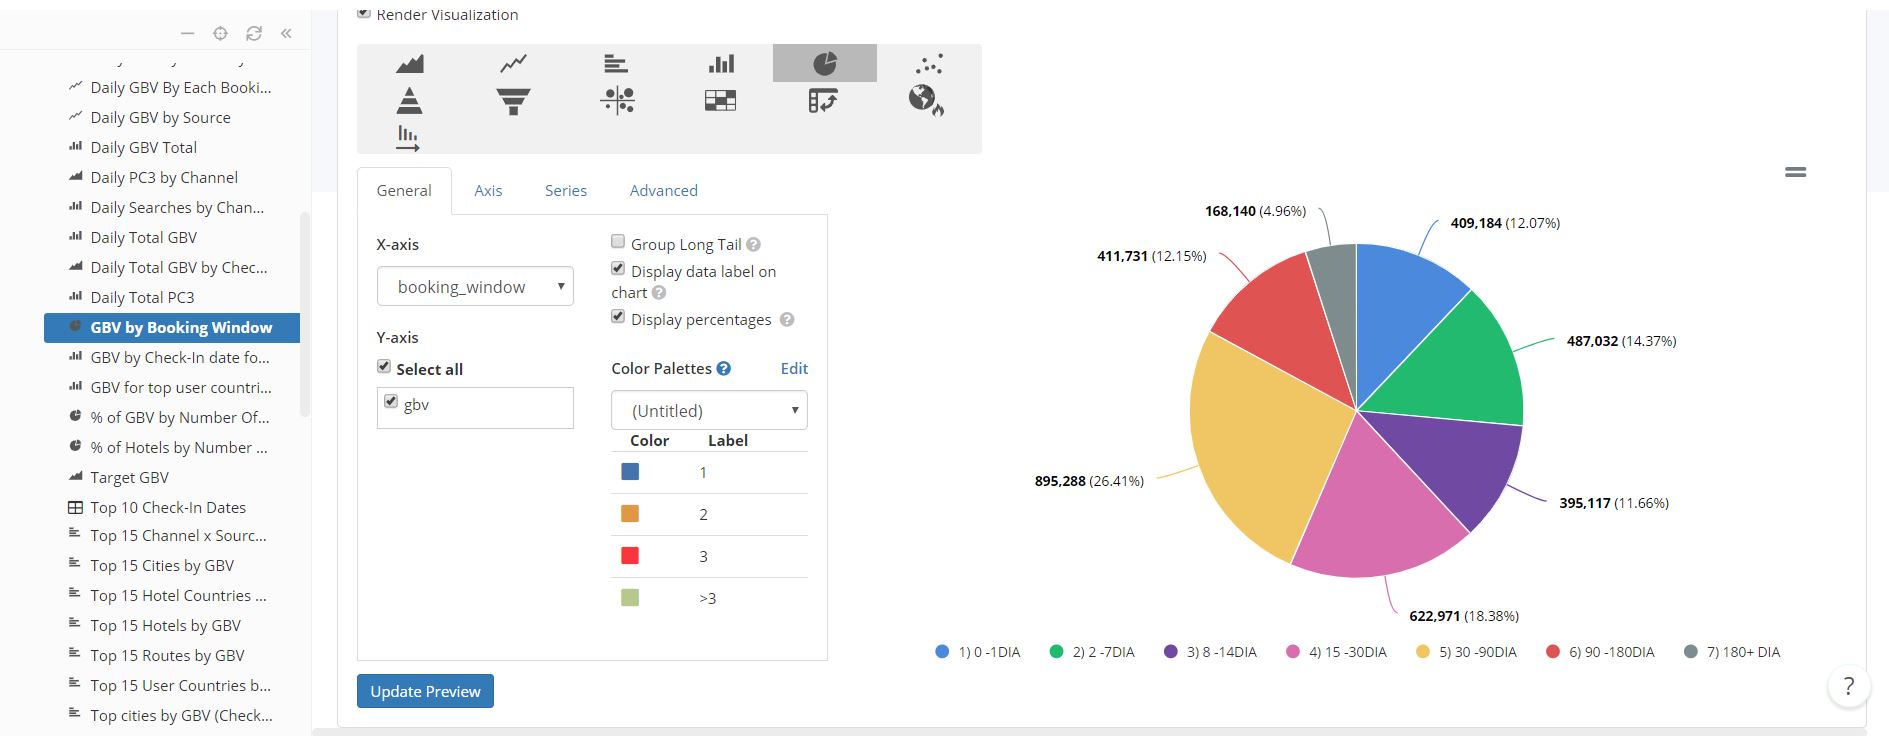 Render Visualization
Daily GBV By Each Booki...
Daily GBV by Source
Daily GBV Total
Daily PC3 by Channel
Daily Searches by Chan...
Daily Total GBV
Daily Total GBV by Chec...
Daily Total PC3
GBV by Booking Window
GBV by Check-In date fo...
GBV for top user countri...
% of GBV by Number Of...
% of Hotels by Number ...
Target GBV
Top 10 Check-In Dates
Top 15 Channel x Sourc...
Top 15 Cities by GBV
Top 15 Hotel Countries ...
Top 15 Hotels by GBV
Top 15 Routes by GBV
Top 15 User Countries b...
Top cities by GBV (Check...
General Axis Series Advanced
X-axis
booking_window
Y-axis
Select all
gbv
Group Long Tail ?
Display data label on
chart ?
Display percentages ?
Color Palettes ? Edit
(Untitled)
Color Label
1
2
3
>3
Update Preview
168,140 (4.96%)
409,184 (12.07%)
411,731 (12.15%)
487,032 (14.37%)
895,288 (26.41%)
395,117 (11.66%)
622,971 (18.38%)
1) 0 -1DIA 2) 2 -7DIA 3) 8 -14DIA 4) 15 -30DIA 5) 30 -90DIA 6) 90 -180DIA 7) 180+ DIA
?